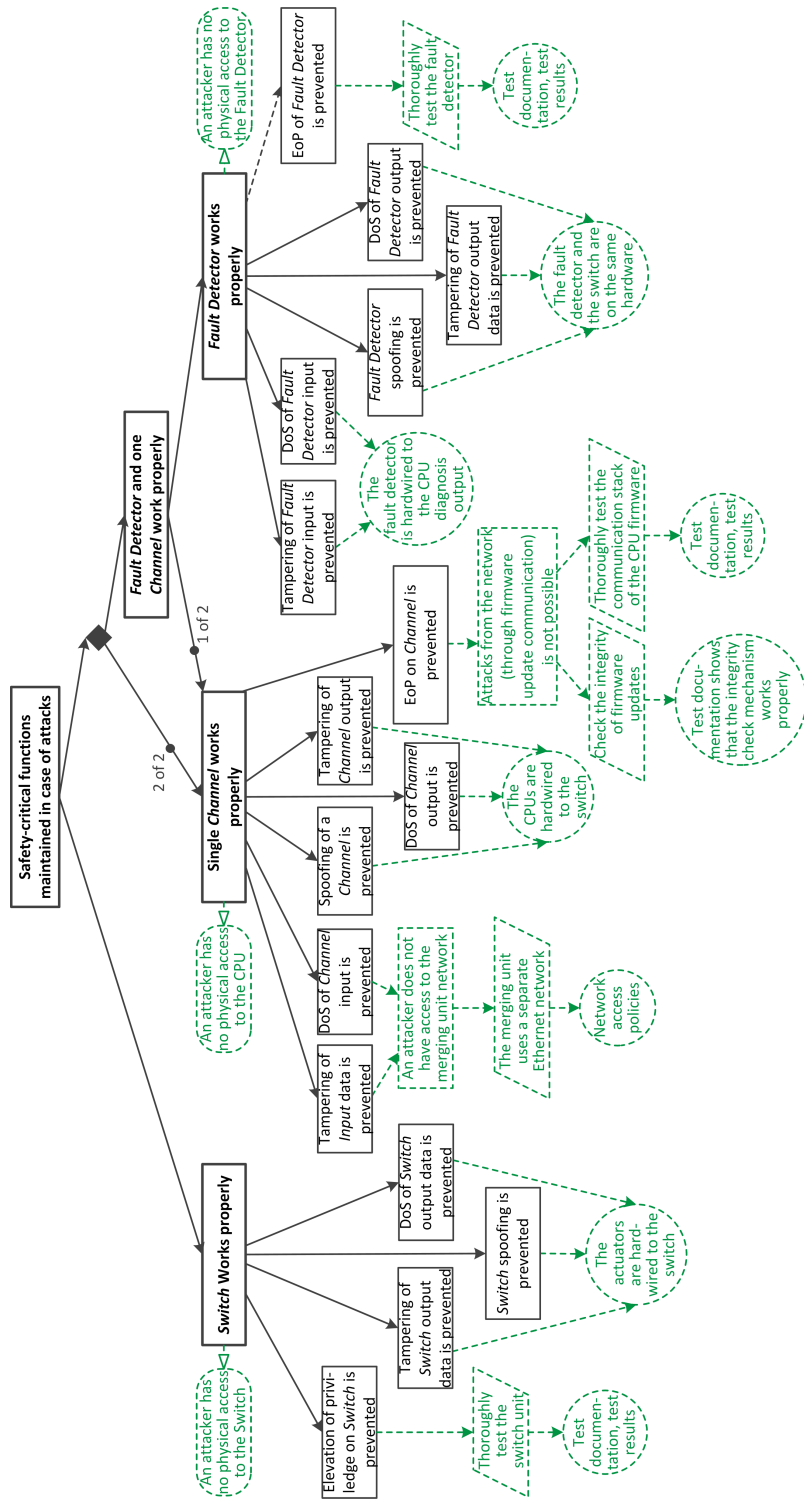 Safety-critical functions
maintained in case of attacks
Fault Detector and one
Channel work properly
2 of 2
1 of 2
An attacker has
no physical access
to the Switch
Switch Works properly
An attacker has
no physical access
to the CPU
Single Channel works
properly
Fault Detector works
properly
An attacker has no
physical access to
the Fault Detector
Elevation of privi-
ledge on Switch is
prevented
Tampering of
Switch output
data is prevented
Switch spoofing is
prevented
DoS of Switch
output data is
prevented
Thoroughly
test the
switch unit
Test
documen-
tation, test
results
The
actuators
are hard-
wired to the
switch
Tampering of
Input data is
prevented
DoS of Channel
input is
prevented
Spoofing of a
Channel is
prevented
DoS of Channel
output is
prevented
Tampering of
Channel output
is prevented
EoP on Channel is
prevented
An attacker does not
have access to the
merging unit network
The merging unit
uses a separate
Ethernet network
Network
access
policies
The
CPUs are
hardwired
to the
switch
Attacks from the network
(through firmware
update communication)
is not possible
Check the integrity
of firmware
updates
Thoroughly test the
communication stack
of the CPU firmware
Test docu-
mentation shows
that the integrity
check mechanism
works
properly
Test
documen-
tation, test
results
Tampering of Fault
Detector input is
prevented
DoS of Fault
Detector input
is prevented
Fault Detector
spoofing is
prevented
Tampering of Fault
Detector output
data is prevented
DoS of Fault
Detector output
is prevented
EoP of Fault Detector
is prevented
The
fault detector
is hardwired to
the CPU
diagnosis
output
The fault
detector and
the switch are
on the same
hardware
Thoroughly
test the fault
detector
Test
documen-
tation, test
results